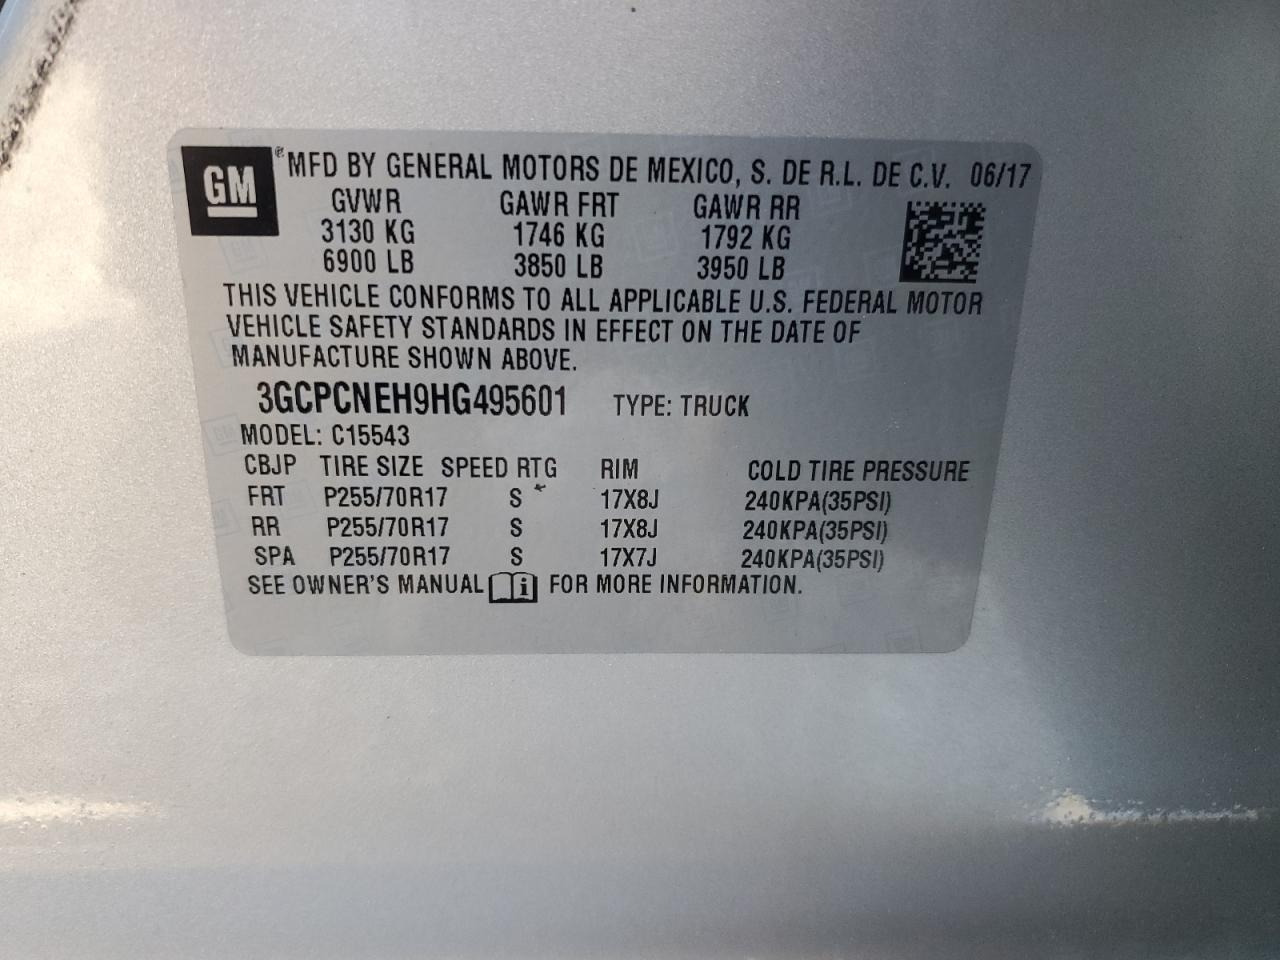 GM ® MFD BY GENERAL MOTORS DE MEXICO, S. DE R.L. DE C.V. 06/17
GVWR GAWR FRT GAWR RR
3130 KG 1746 KG 1792 KG
6900 LB 3850 LB 3950 LB
THIS VEHICLE CONFORMS TO ALL APPLICABLE U.S. FEDERAL MOTOR
VEHICLE SAFETY STANDARDS IN EFFECT ON THE DATE OF
MANUFACTURE SHOWN ABOVE.
3GCPCNEH9HG495601 TYPE: TRUCK
MODEL: C15543
CBJP TIRE SIZE SPEED RTG RIM COLD TIRE PRESSURE
FRT P255/70R17 S 17X8J 240KPA(35PSI)
RR P255/70R17 S 17X8J 240KPA(35PSI)
SPA P255/70R17 S 17X7J 240KPA(35PSI)
SEE OWNER'S MANUAL i FOR MORE INFORMATION.